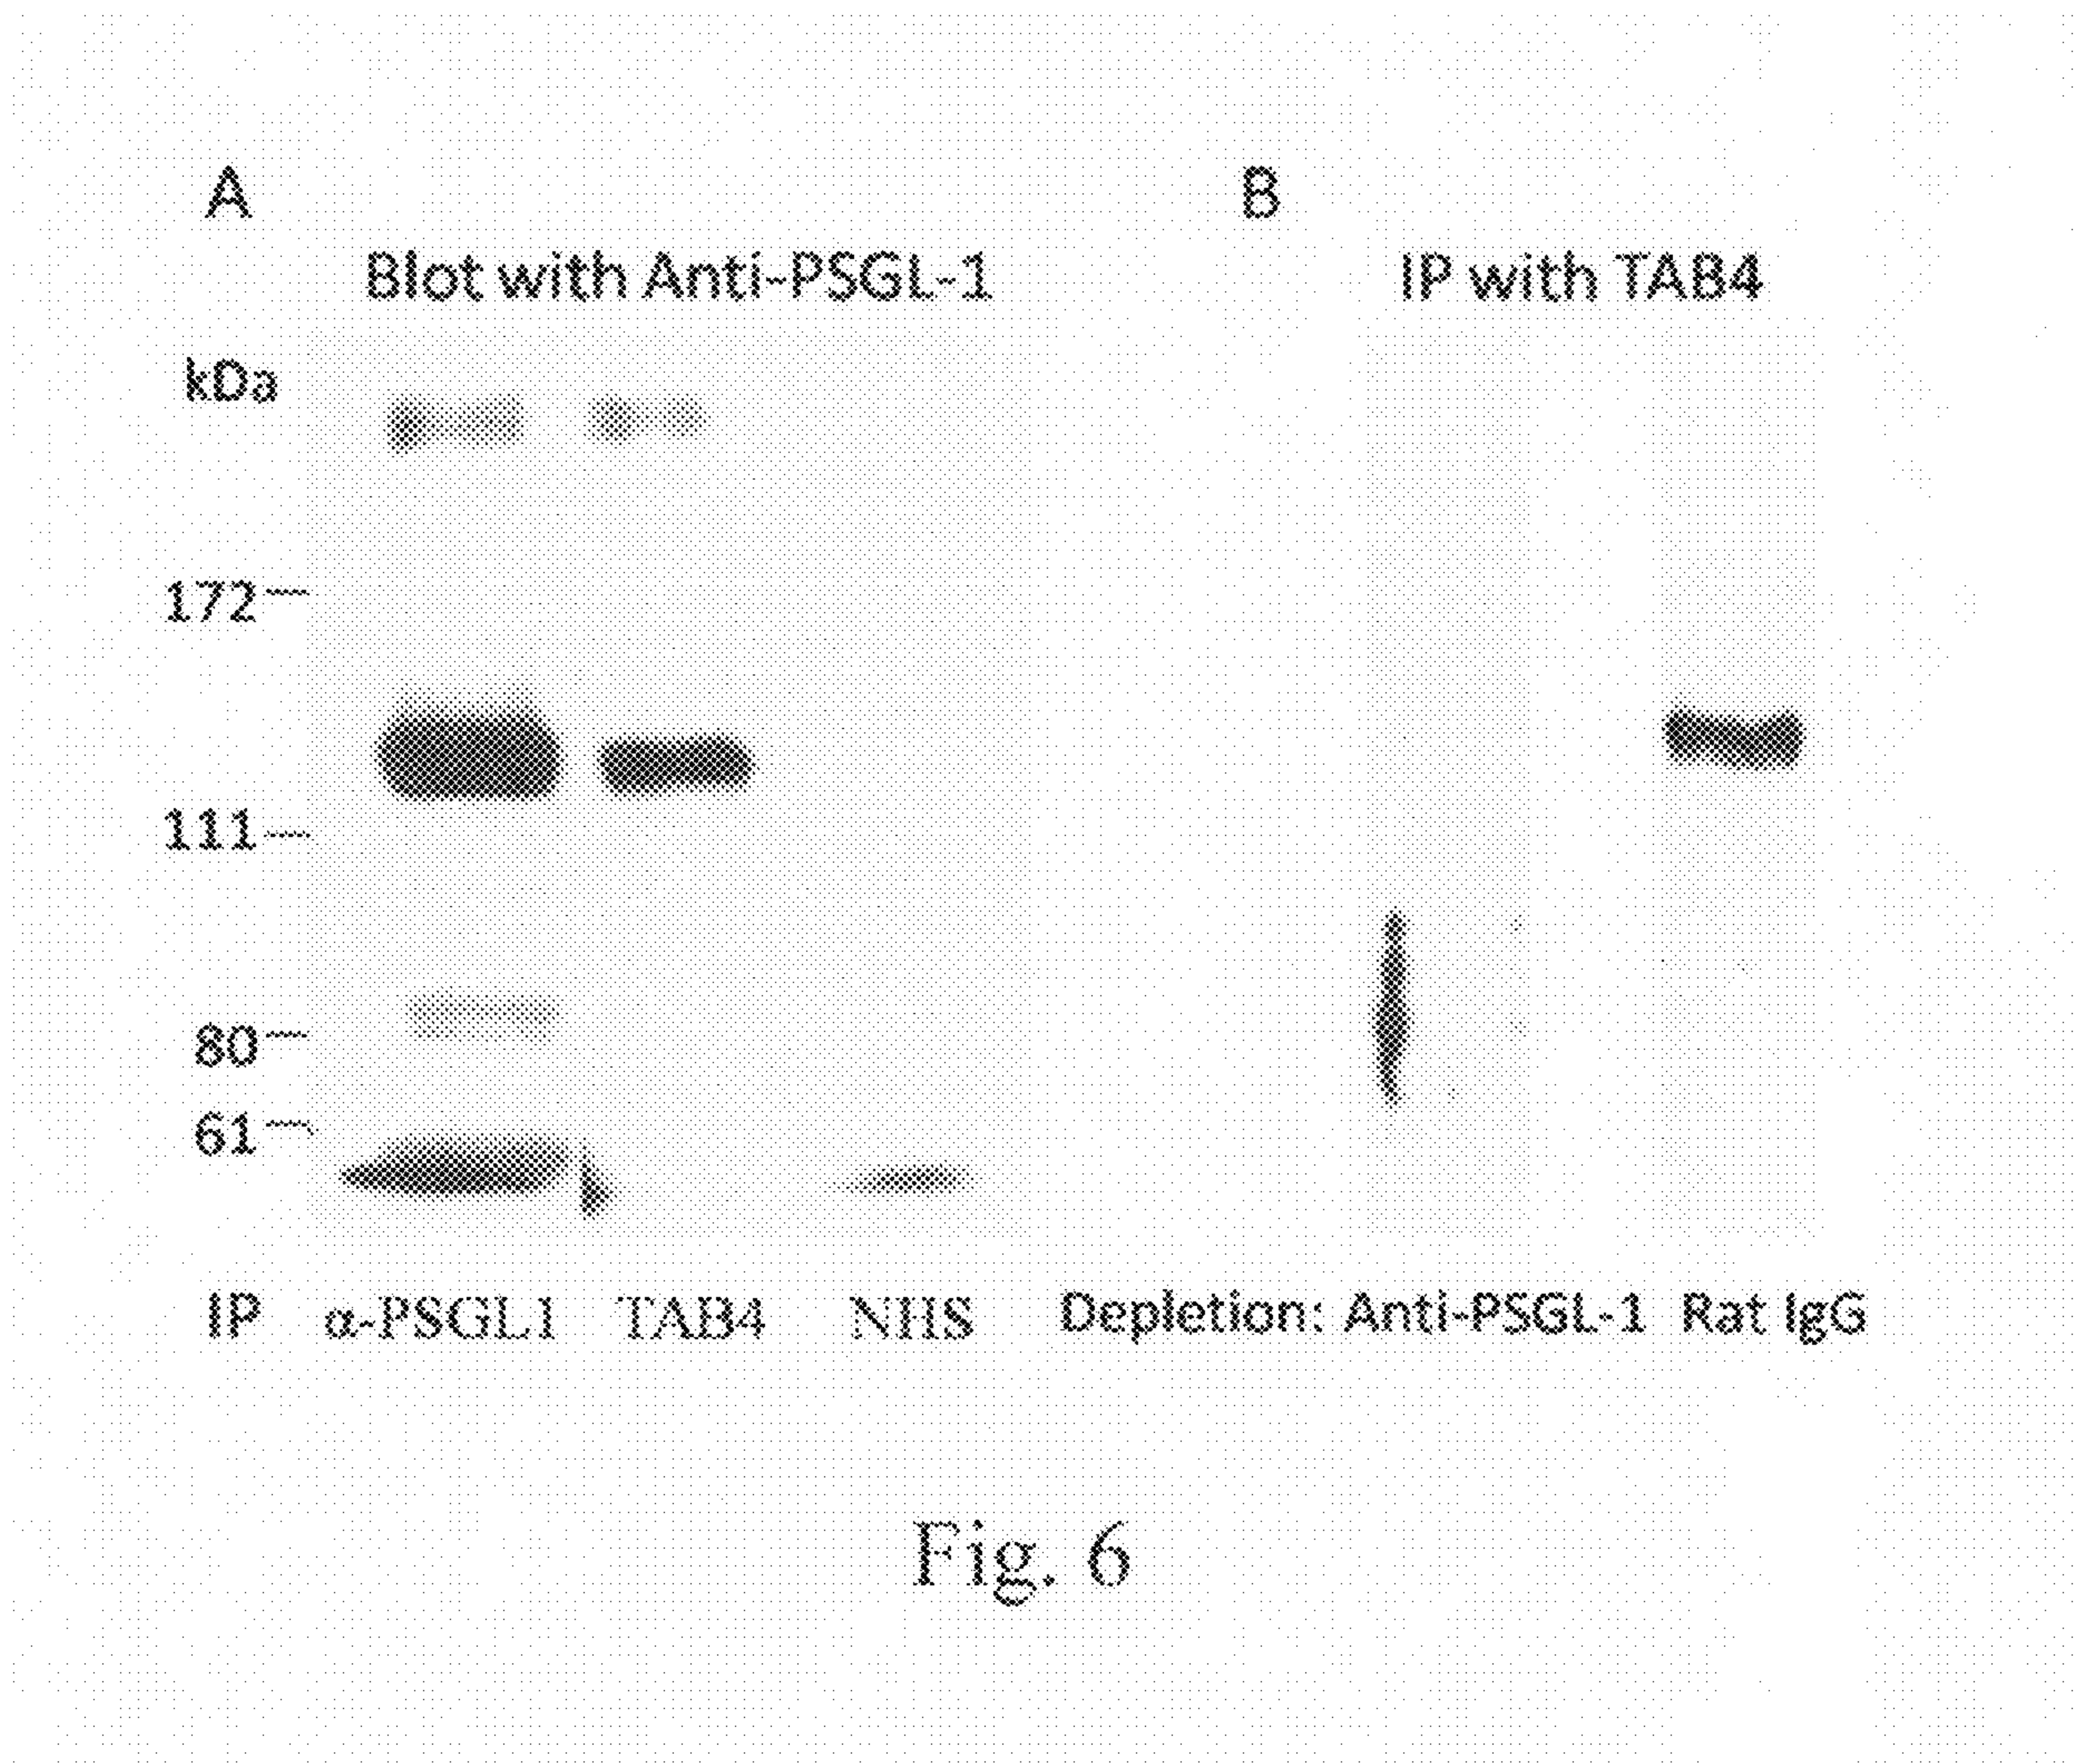 A
Blot with Anti-PSGL-1
kDa
172
111
80
61
IP α-PSGL1 TAB4 NHS
B
IP with TAB4
Depletion: Anti-PSGL-1 Rat IgG
Fig. 6